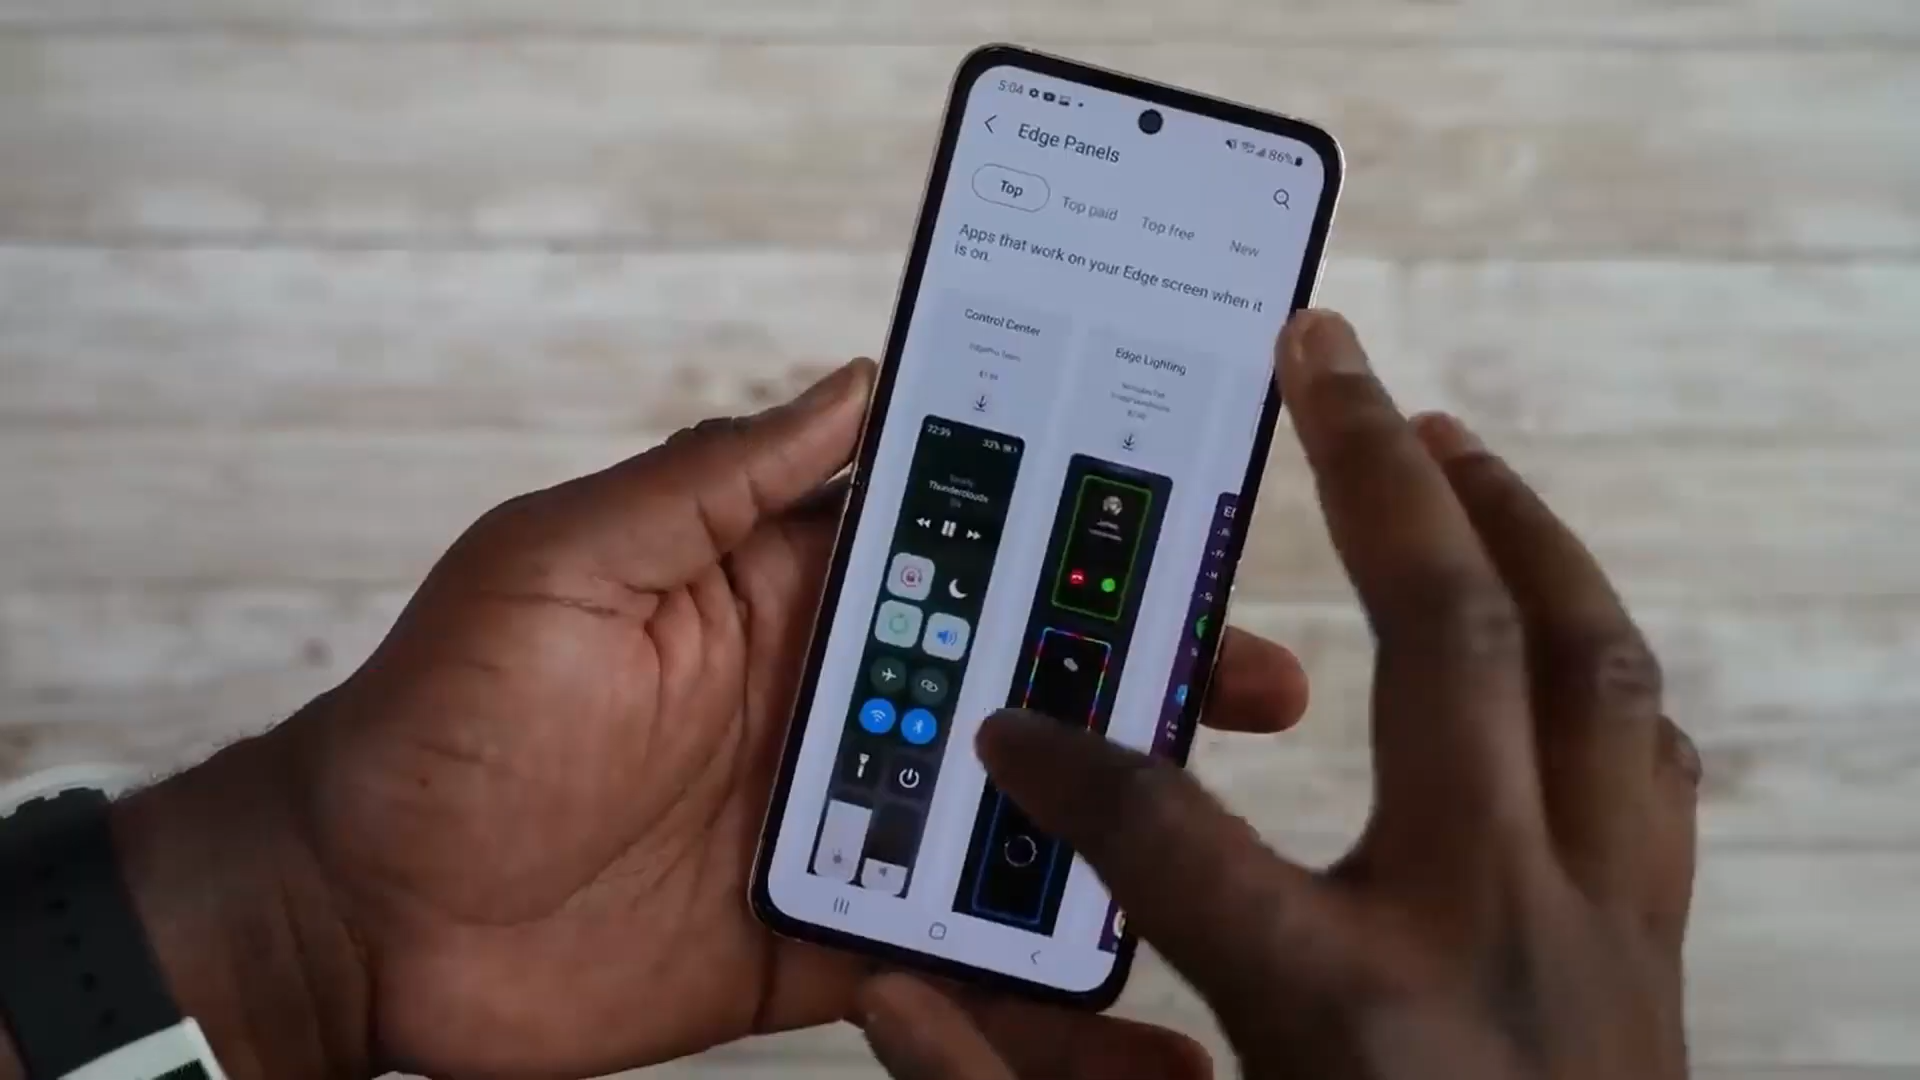 5:04
86%
Edge Panels
Top
Top paid
Top free
New
Apps that work on your Edge screen when it
is on.
Control Center
Edge Lighting
22:39
33%
Thunderclouds